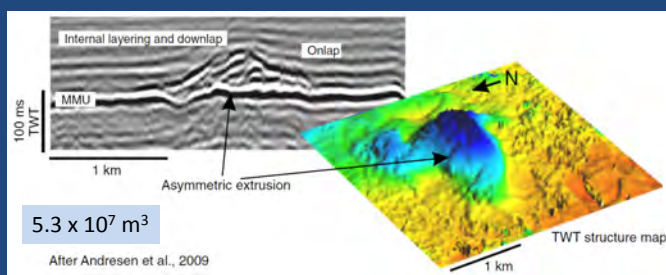 Internal layering and downlap
Onlap
MMU
100 ms
TWT
1 km
N
Asymmetric extrusion
5.3 x 10⁷ m³
After Andresen et al., 2009
TWT structure map
1 km